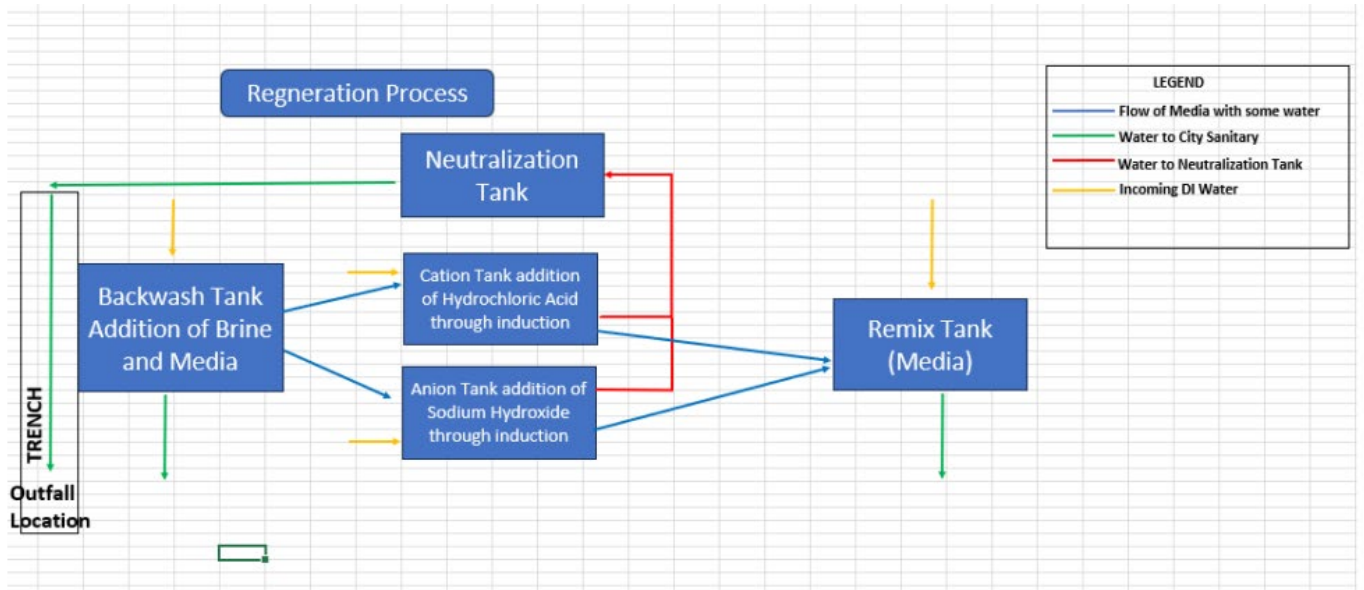 Regneration Process
LEGEND
Flow of Media with some water
Water to City Sanitary
Water to Neutralization Tank
Incoming DI Water
Neutralization
Tank
Backwash Tank
Addition of Brine
and Media
Cation Tank addition
of Hydrochloric Acid
through induction
Anion Tank addition of
Sodium Hydroxide
through induction
Remix Tank
(Media)
TRENCH
Outfall
Location